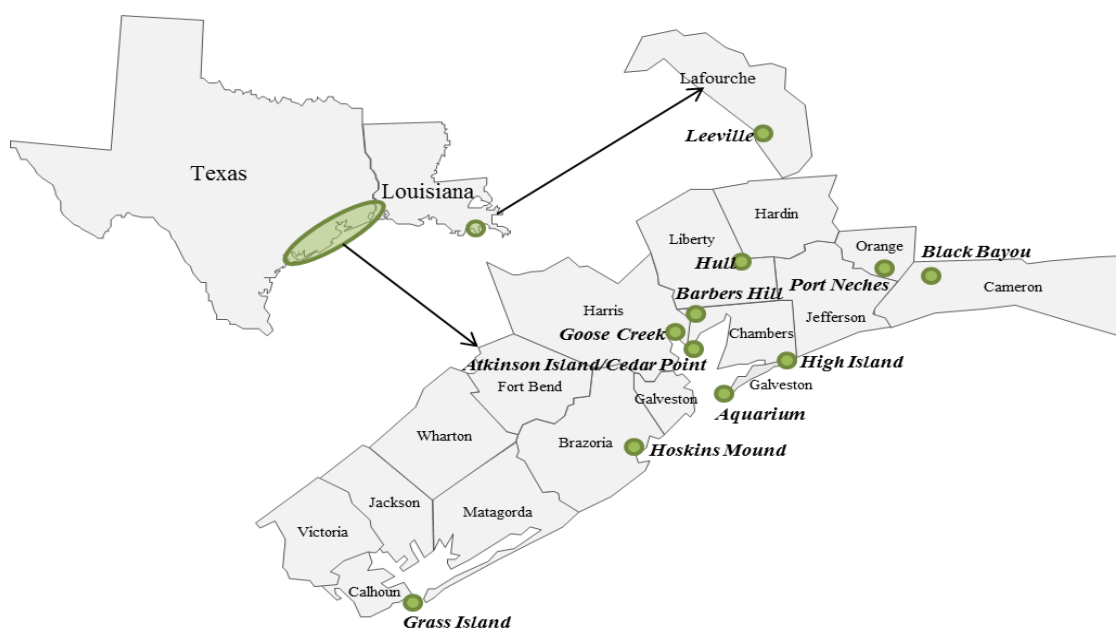 Lafourche
Leeville
Texas
Louisiana
Hardin
Liberty
Orange
Black Bayou
Hull
Port Neches
Cameron
Barbers Hill
Harris
Jefferson
Goose Creek
Chambers
Atkinson Island/Cedar Point
High Island
Fort Bend
Galveston
Galveston
Aquarium
Wharton
Brazoria
Hoskins Mound
Jackson
Matagorda
Victoria
Calhoun
Grass Island